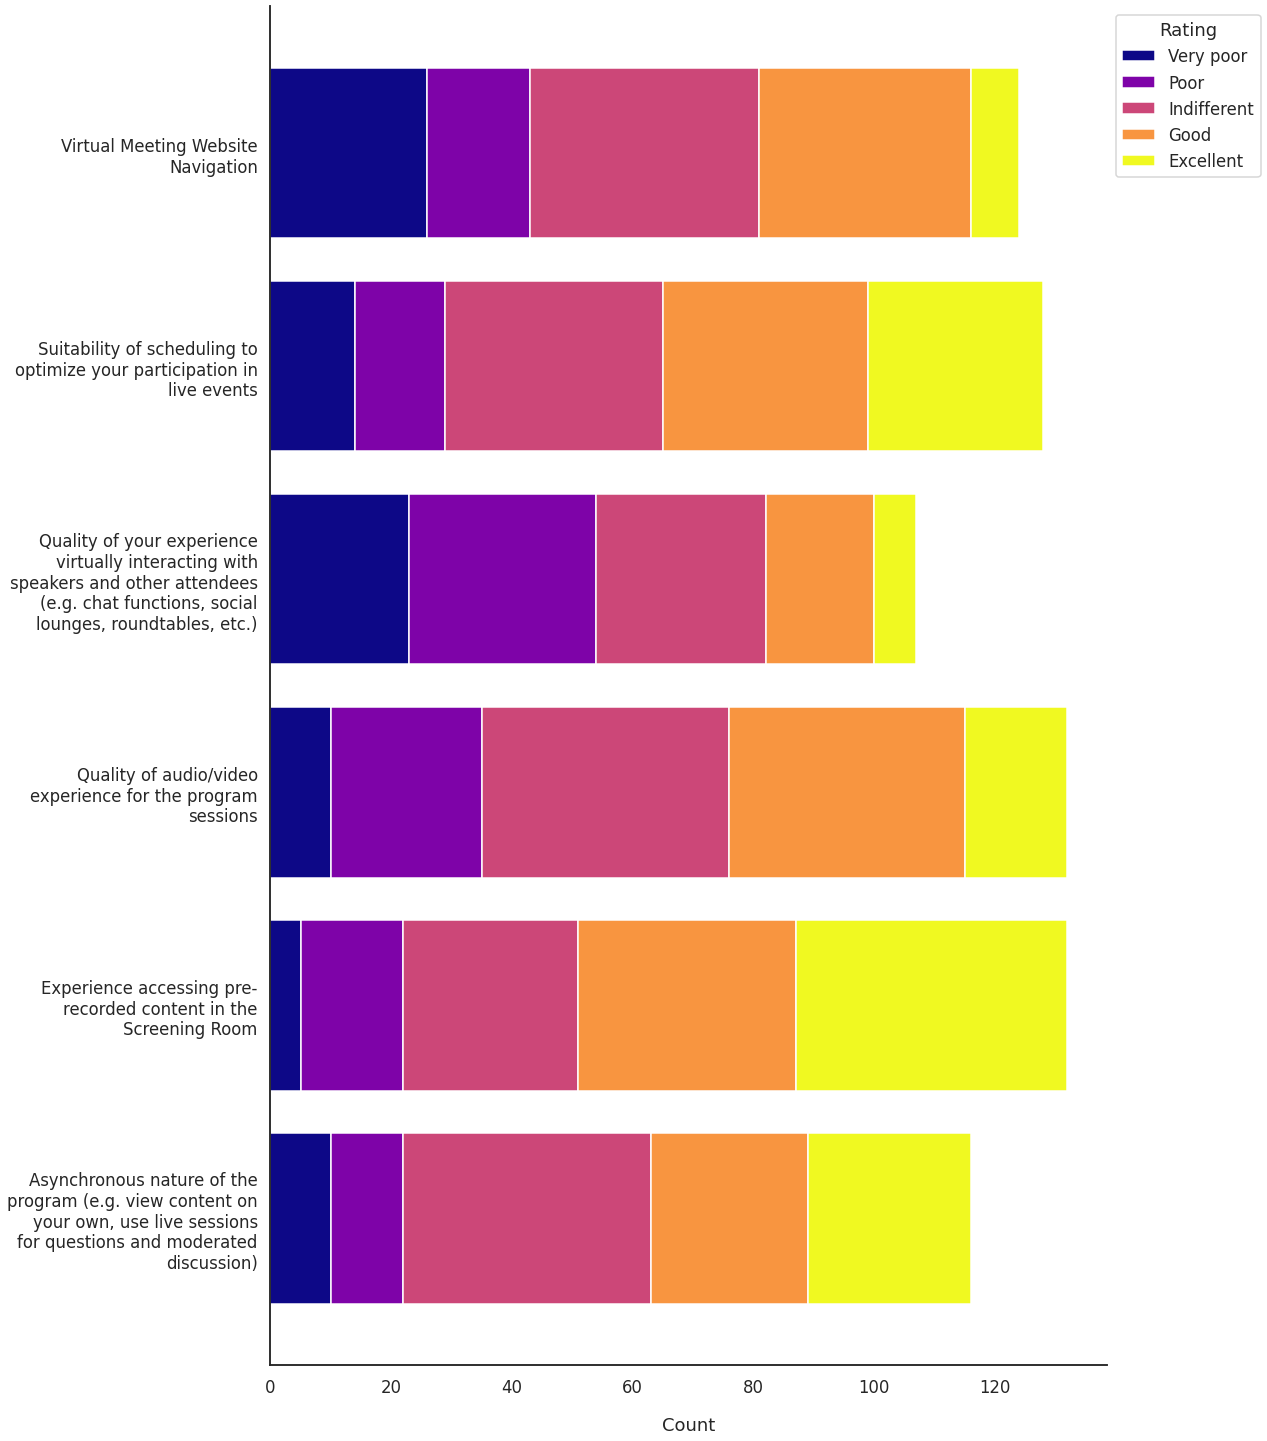 Rating
Very poor
Poor
Indifferent
Good
Excellent
Virtual Meeting Website
Navigation
Suitability of scheduling to
optimize your participation in
live events
Quality of your experience
virtually interacting with
speakers and other attendees
(e.g. chat functions, social
lounges, roundtables, etc.)
Quality of audio/video
experience for the program
sessions
Experience accessing pre-
recorded content in the
Screening Room
Asynchronous nature of the
program (e.g. view content on
your own, use live sessions
for questions and moderated
discussion)
0 20 40 60 80 100 120
Count